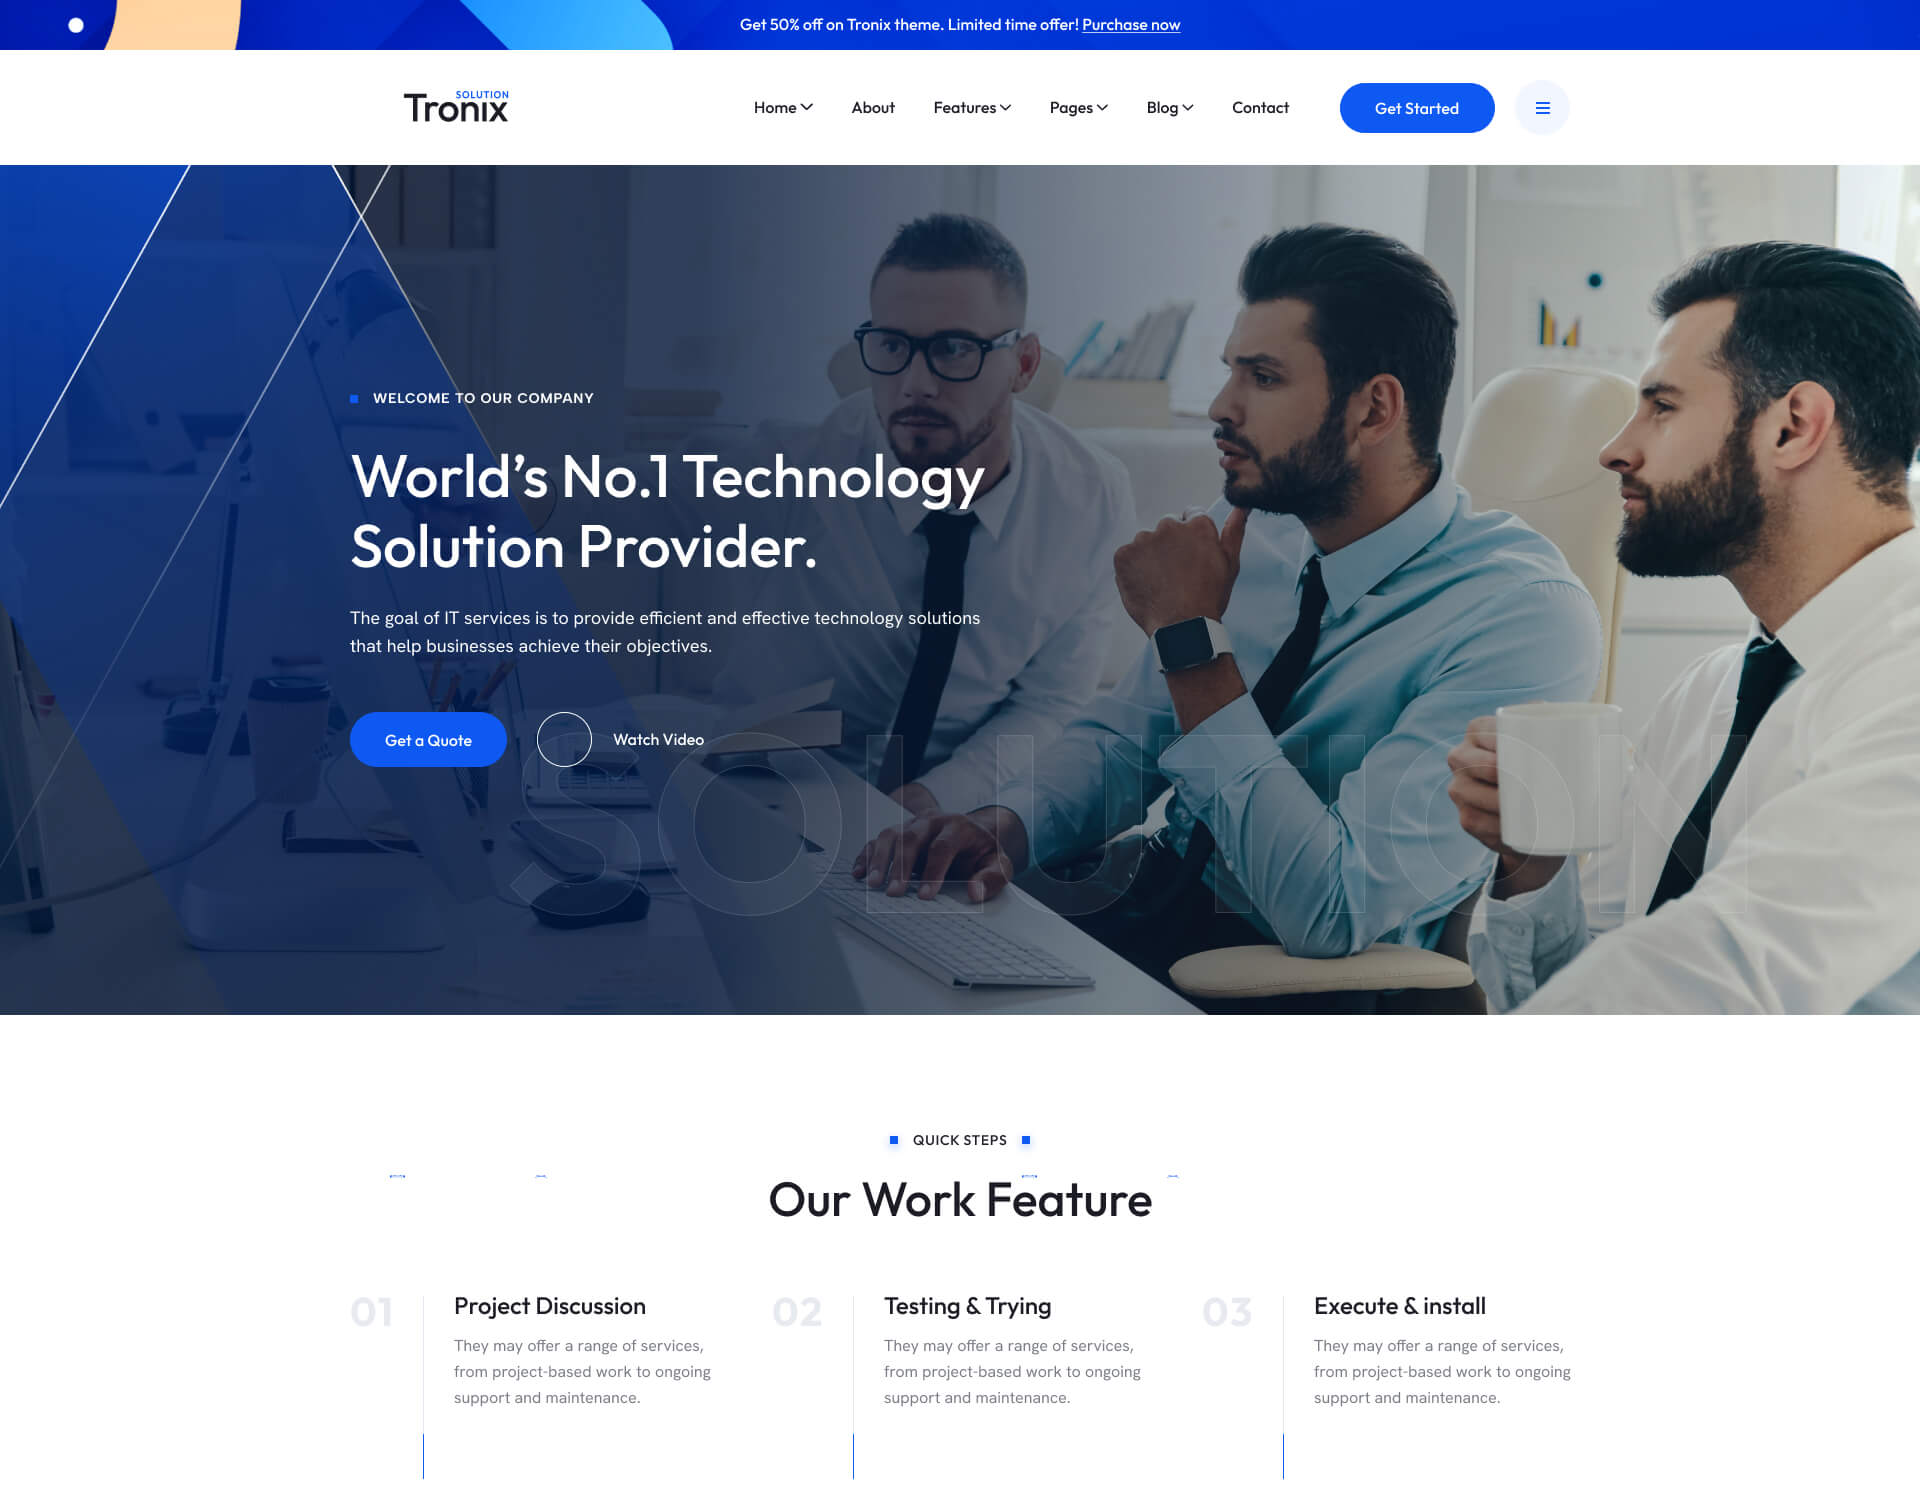 Get 50% off on Tronix theme. Limited time offer! Purchase now
SOLUTION
Tronix
Home
About
Features
Pages
Blog
Contact
Get Started
WELCOME TO OUR COMPANY
World’s No.1 Technology
Solution Provider.
The goal of IT services is to provide efficient and effective technology solutions
that help businesses achieve their objectives.
Get a Quote
Watch Video
SOLUTION
QUICK STEPS
Our Work Feature
01
Project Discussion
They may offer a range of services,
from project-based work to ongoing
support and maintenance.
02
Testing & Trying
They may offer a range of services,
from project-based work to ongoing
support and maintenance.
03
Execute & install
They may offer a range of services,
from project-based work to ongoing
support and maintenance.